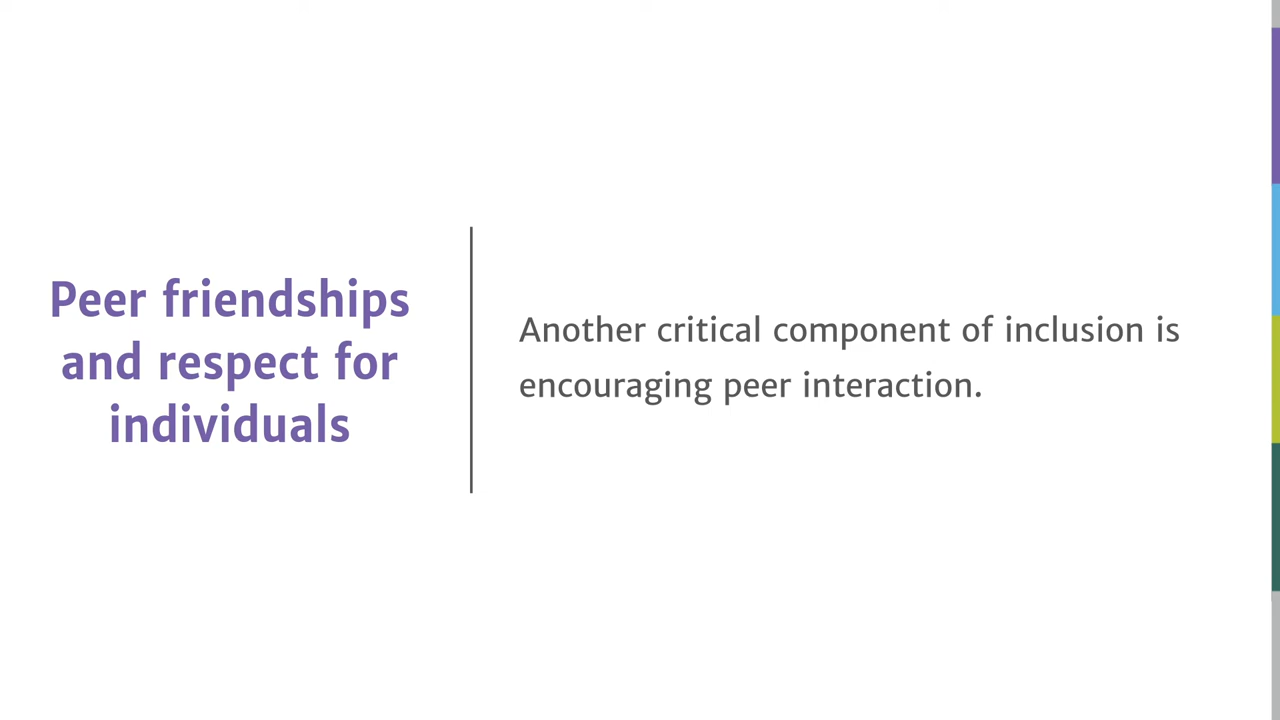 Peer friendships
and respect for
individuals
Another critical component of inclusion is
encouraging peer interaction.